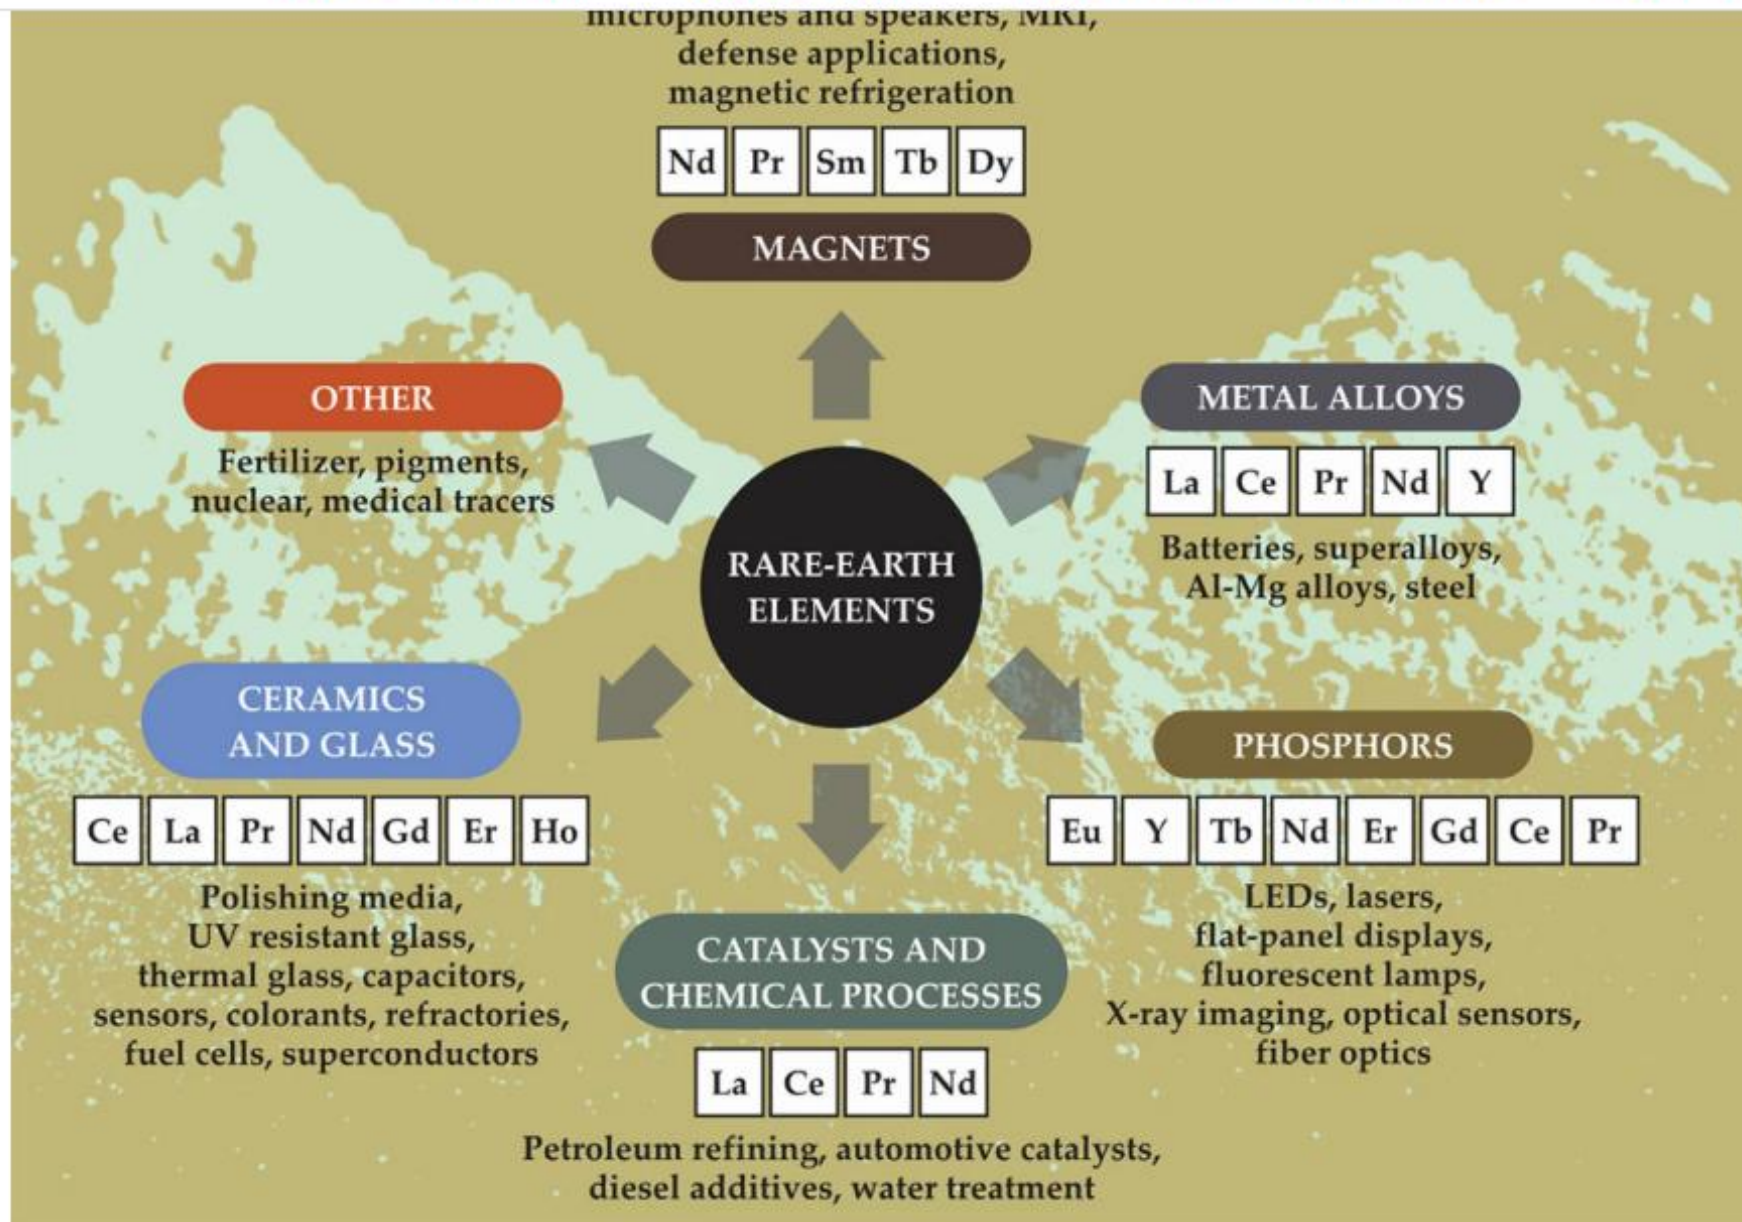 microphones and speakers, MRI,
defense applications,
magnetic refrigeration
Nd Pr Sm Tb Dy
MAGNETS
OTHER
Fertilizer, pigments,
nuclear, medical tracers
METAL ALLOYS
La Ce Pr Nd Y
Batteries, superalloys,
Al-Mg alloys, steel
RARE-EARTH
ELEMENTS
CERAMICS
AND GLASS
Ce La Pr Nd Gd Er Ho
Polishing media,
UV resistant glass,
thermal glass, capacitors,
sensors, colorants, refractories,
fuel cells, superconductors
PHOSPHORS
Eu Y Tb Nd Er Gd Ce Pr
LEDs, lasers,
flat-panel displays,
fluorescent lamps,
X-ray imaging, optical sensors,
fiber optics
CATALYSTS AND
CHEMICAL PROCESSES
La Ce Pr Nd
Petroleum refining, automotive catalysts,
diesel additives, water treatment